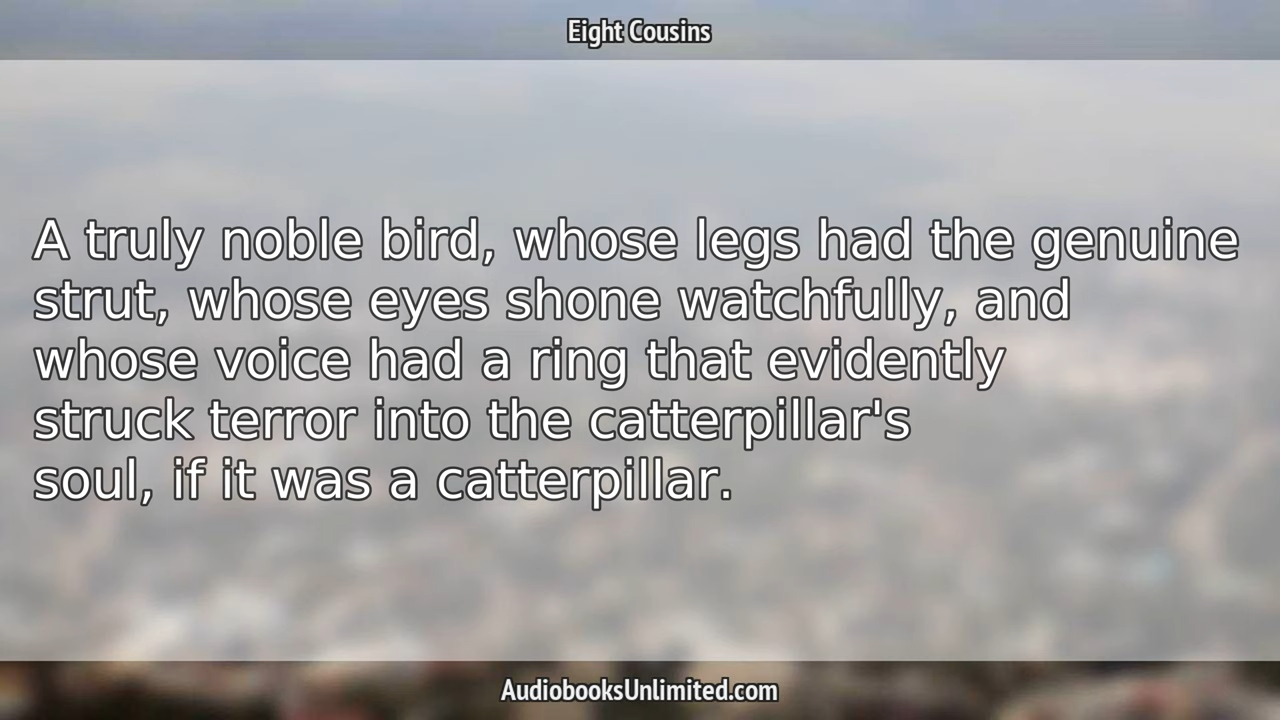 Eight Cousins
A truly noble bird, whose legs had the genuine
strut, whose eyes shone watchfully, and
whose voice had a ring that evidently
struck terror into the catterpillar's
soul, if it was a catterpillar.
AudiobooksUnlimited.com